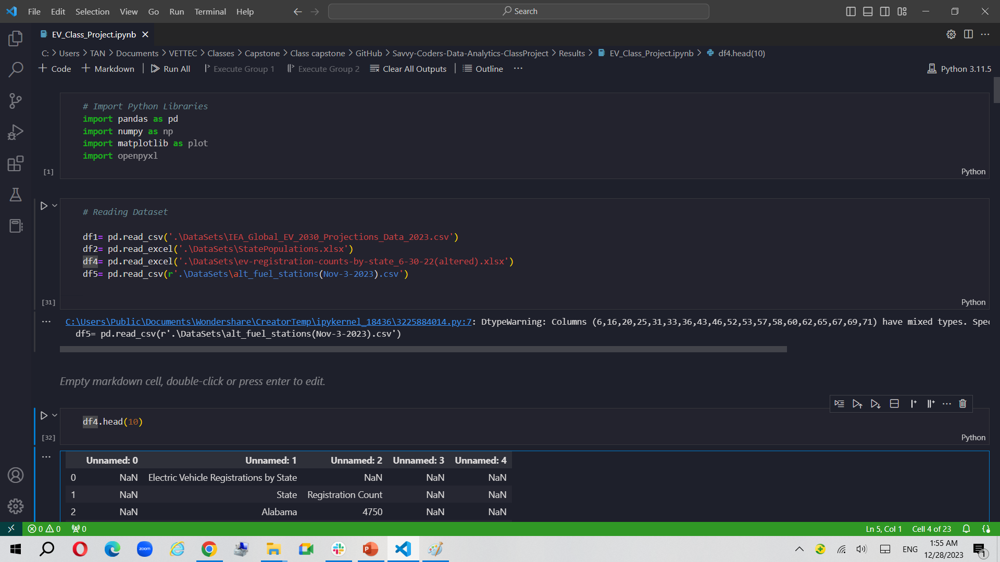 File Edit Selection View Go Run Terminal Help Search
EV_Class_Project.ipynb
C: > Users > TAN > Documents > VETTEC > Classes > Capstone > Class capstone > GitHub > Savvy-Coders-Data-Analytics-ClassProject > Results > EV_Class_Project.ipynb > df4.head(10)
+ Code + Markdown | Run All Execute Group 1 Execute Group 2 Clear All Outputs | Outline ... Python 3.11.5
# Import Python Libraries
import pandas as pd
import numpy as np
import matplotlib as plot
import openpyxl
[1] Python
# Reading Dataset
df1= pd.read_csv('.\DataSets\IEA_Global_EV_2030_Projections_Data_2023.csv')
df2= pd.read_excel('.\DataSets\StatePopulations.xlsx')
df4= pd.read_excel('.\DataSets\ev-registration-counts-by-state_6-30-22(altered).xlsx')
df5= pd.read_csv(r'.\DataSets\alt_fuel_stations(Nov-3-2023).csv')
[31] Python
C:\Users\Public\Documents\Wondershare\CreatorTemp\ipykernel_18436\3225884014.py:7: DtypeWarning: Columns (6,16,20,25,31,33,36,43,46,52,53,57,58,60,62,65,67,69,71) have mixed types. Spec
df5= pd.read_csv(r'.\DataSets\alt_fuel_stations(Nov-3-2023).csv')
Empty markdown cell, double-click or press enter to edit.
df4.head(10)
[32] Python
Unnamed: 0 Unnamed: 1 Unnamed: 2 Unnamed: 3 Unnamed: 4
0 NaN Electric Vehicle Registrations by State NaN NaN NaN
1 NaN State Registration Count NaN NaN
2 NaN Alabama 4750 NaN NaN
0 0 0 Ln 5, Col 1 Cell 4 of 23
zoom ENG 1:55 AM
12/28/2023 1